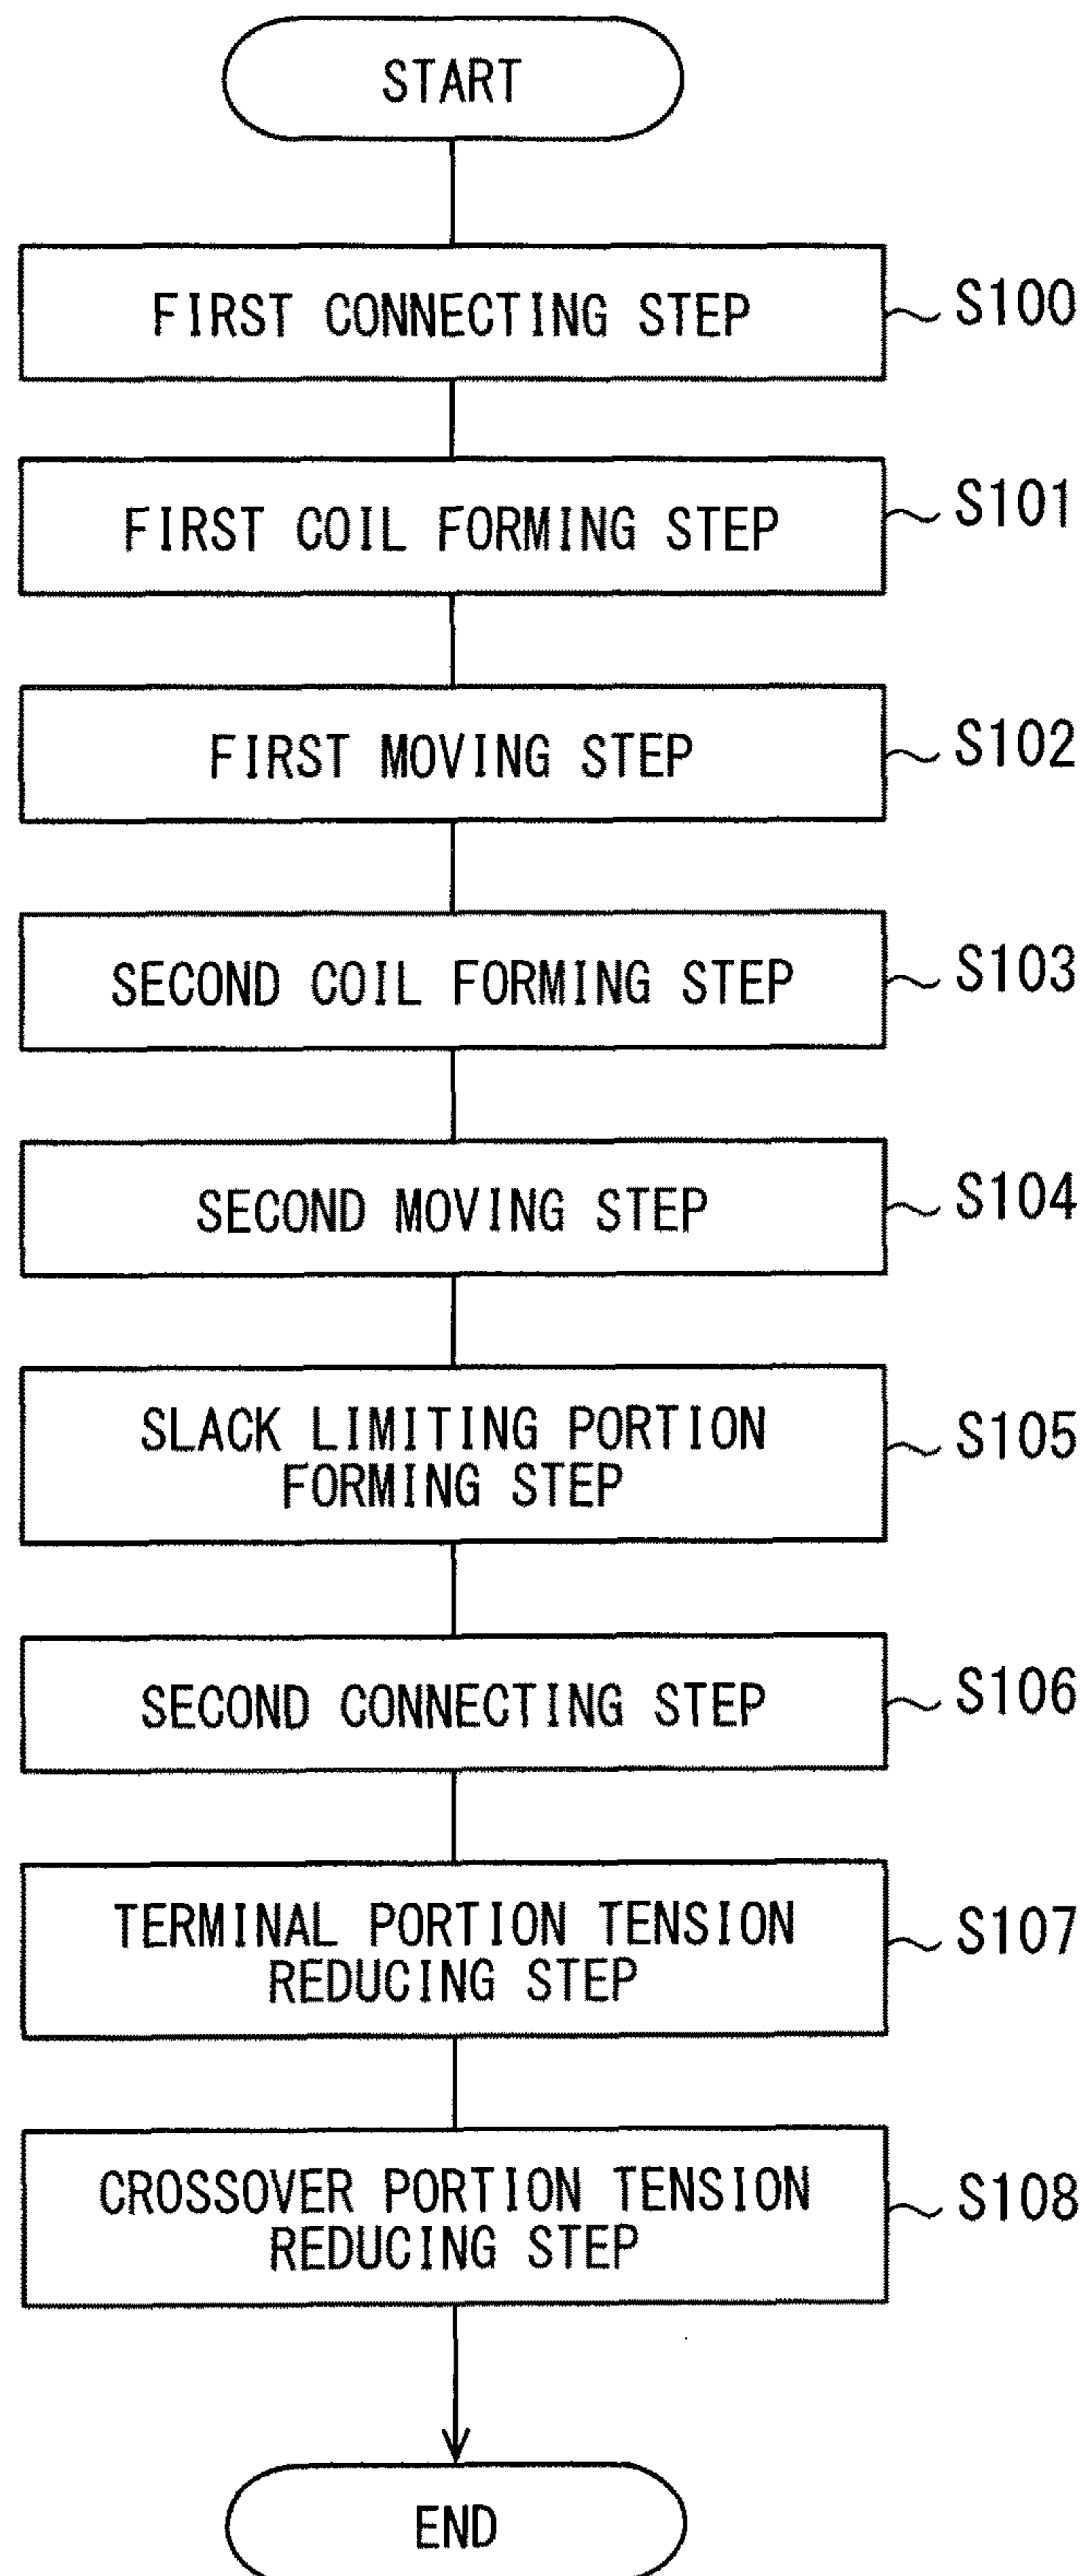 START
FIRST CONNECTING STEP
S100
FIRST COIL FORMING STEP
S101
FIRST MOVING STEP
S102
SECOND COIL FORMING STEP
S103
SECOND MOVING STEP
S104
SLACK LIMITING PORTION
FORMING STEP
S105
SECOND CONNECTING STEP
S106
TERMINAL PORTION TENSION
REDUCING STEP
S107
CROSSOVER PORTION TENSION
REDUCING STEP
S108
END